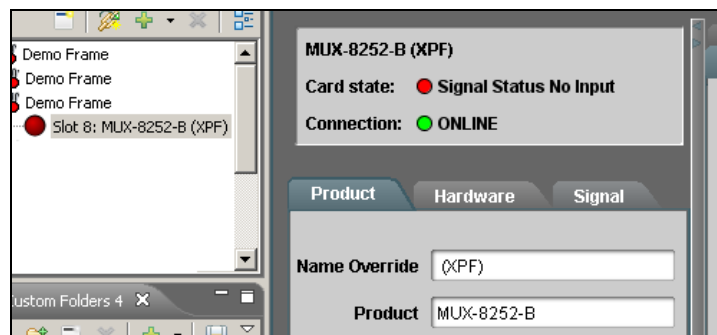 Demo Frame
Demo Frame
Demo Frame
Slot 8: MUX-8252-B (XPF)
Custom Folders 4
MUX-8252-B (XPF)
Card state: Signal Status No Input
Connection: ONLINE
Product Hardware Signal
Name Override (XPF)
Product MUX-8252-B